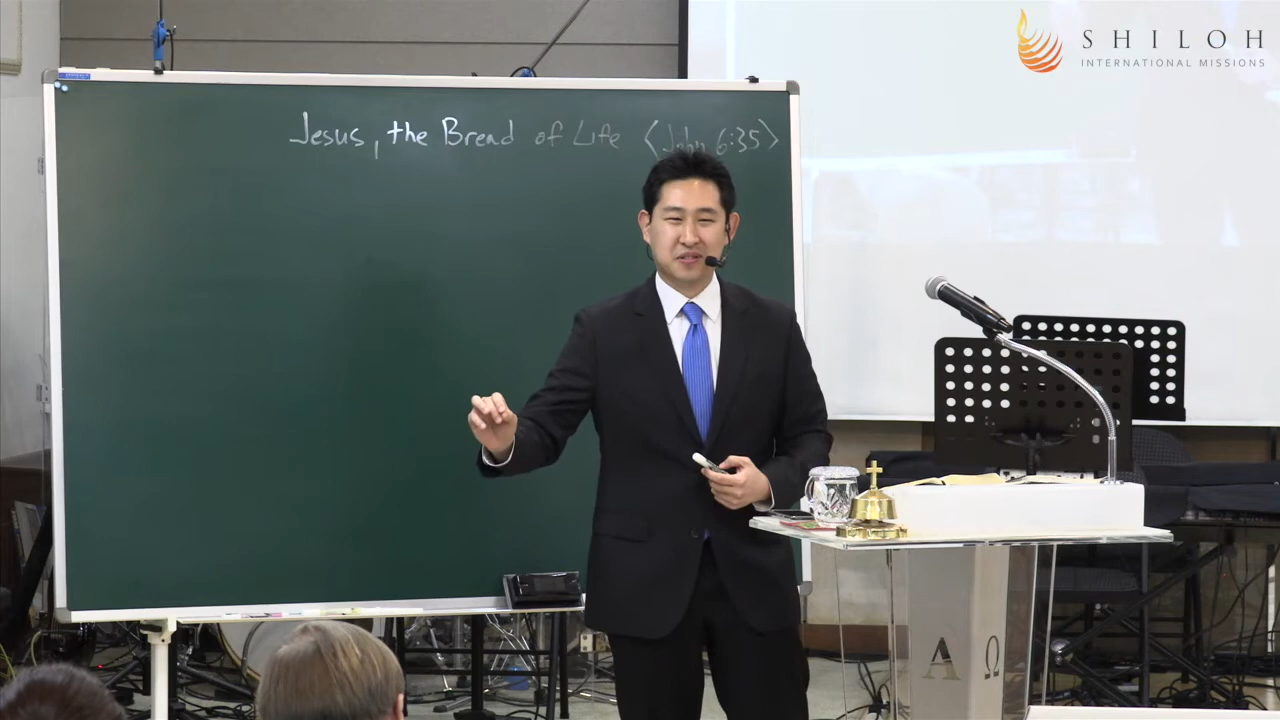 SHILOH
INTERNATIONAL MISSIONS
Jesus, the Bread of Life <John 6:35>
Α Ω